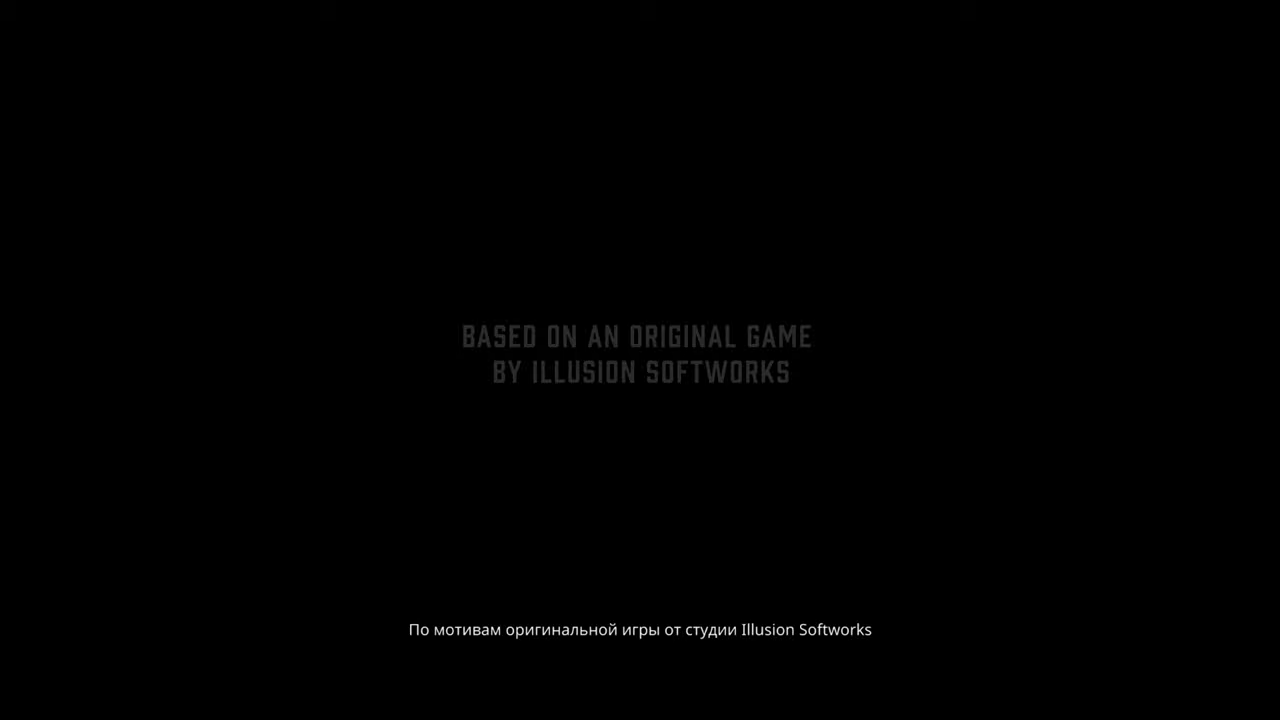 BASED ON AN ORIGINAL GAME
BY ILLUSION SOFTWORKS
По мотивам оригинальной игры от студии Illusion Softworks